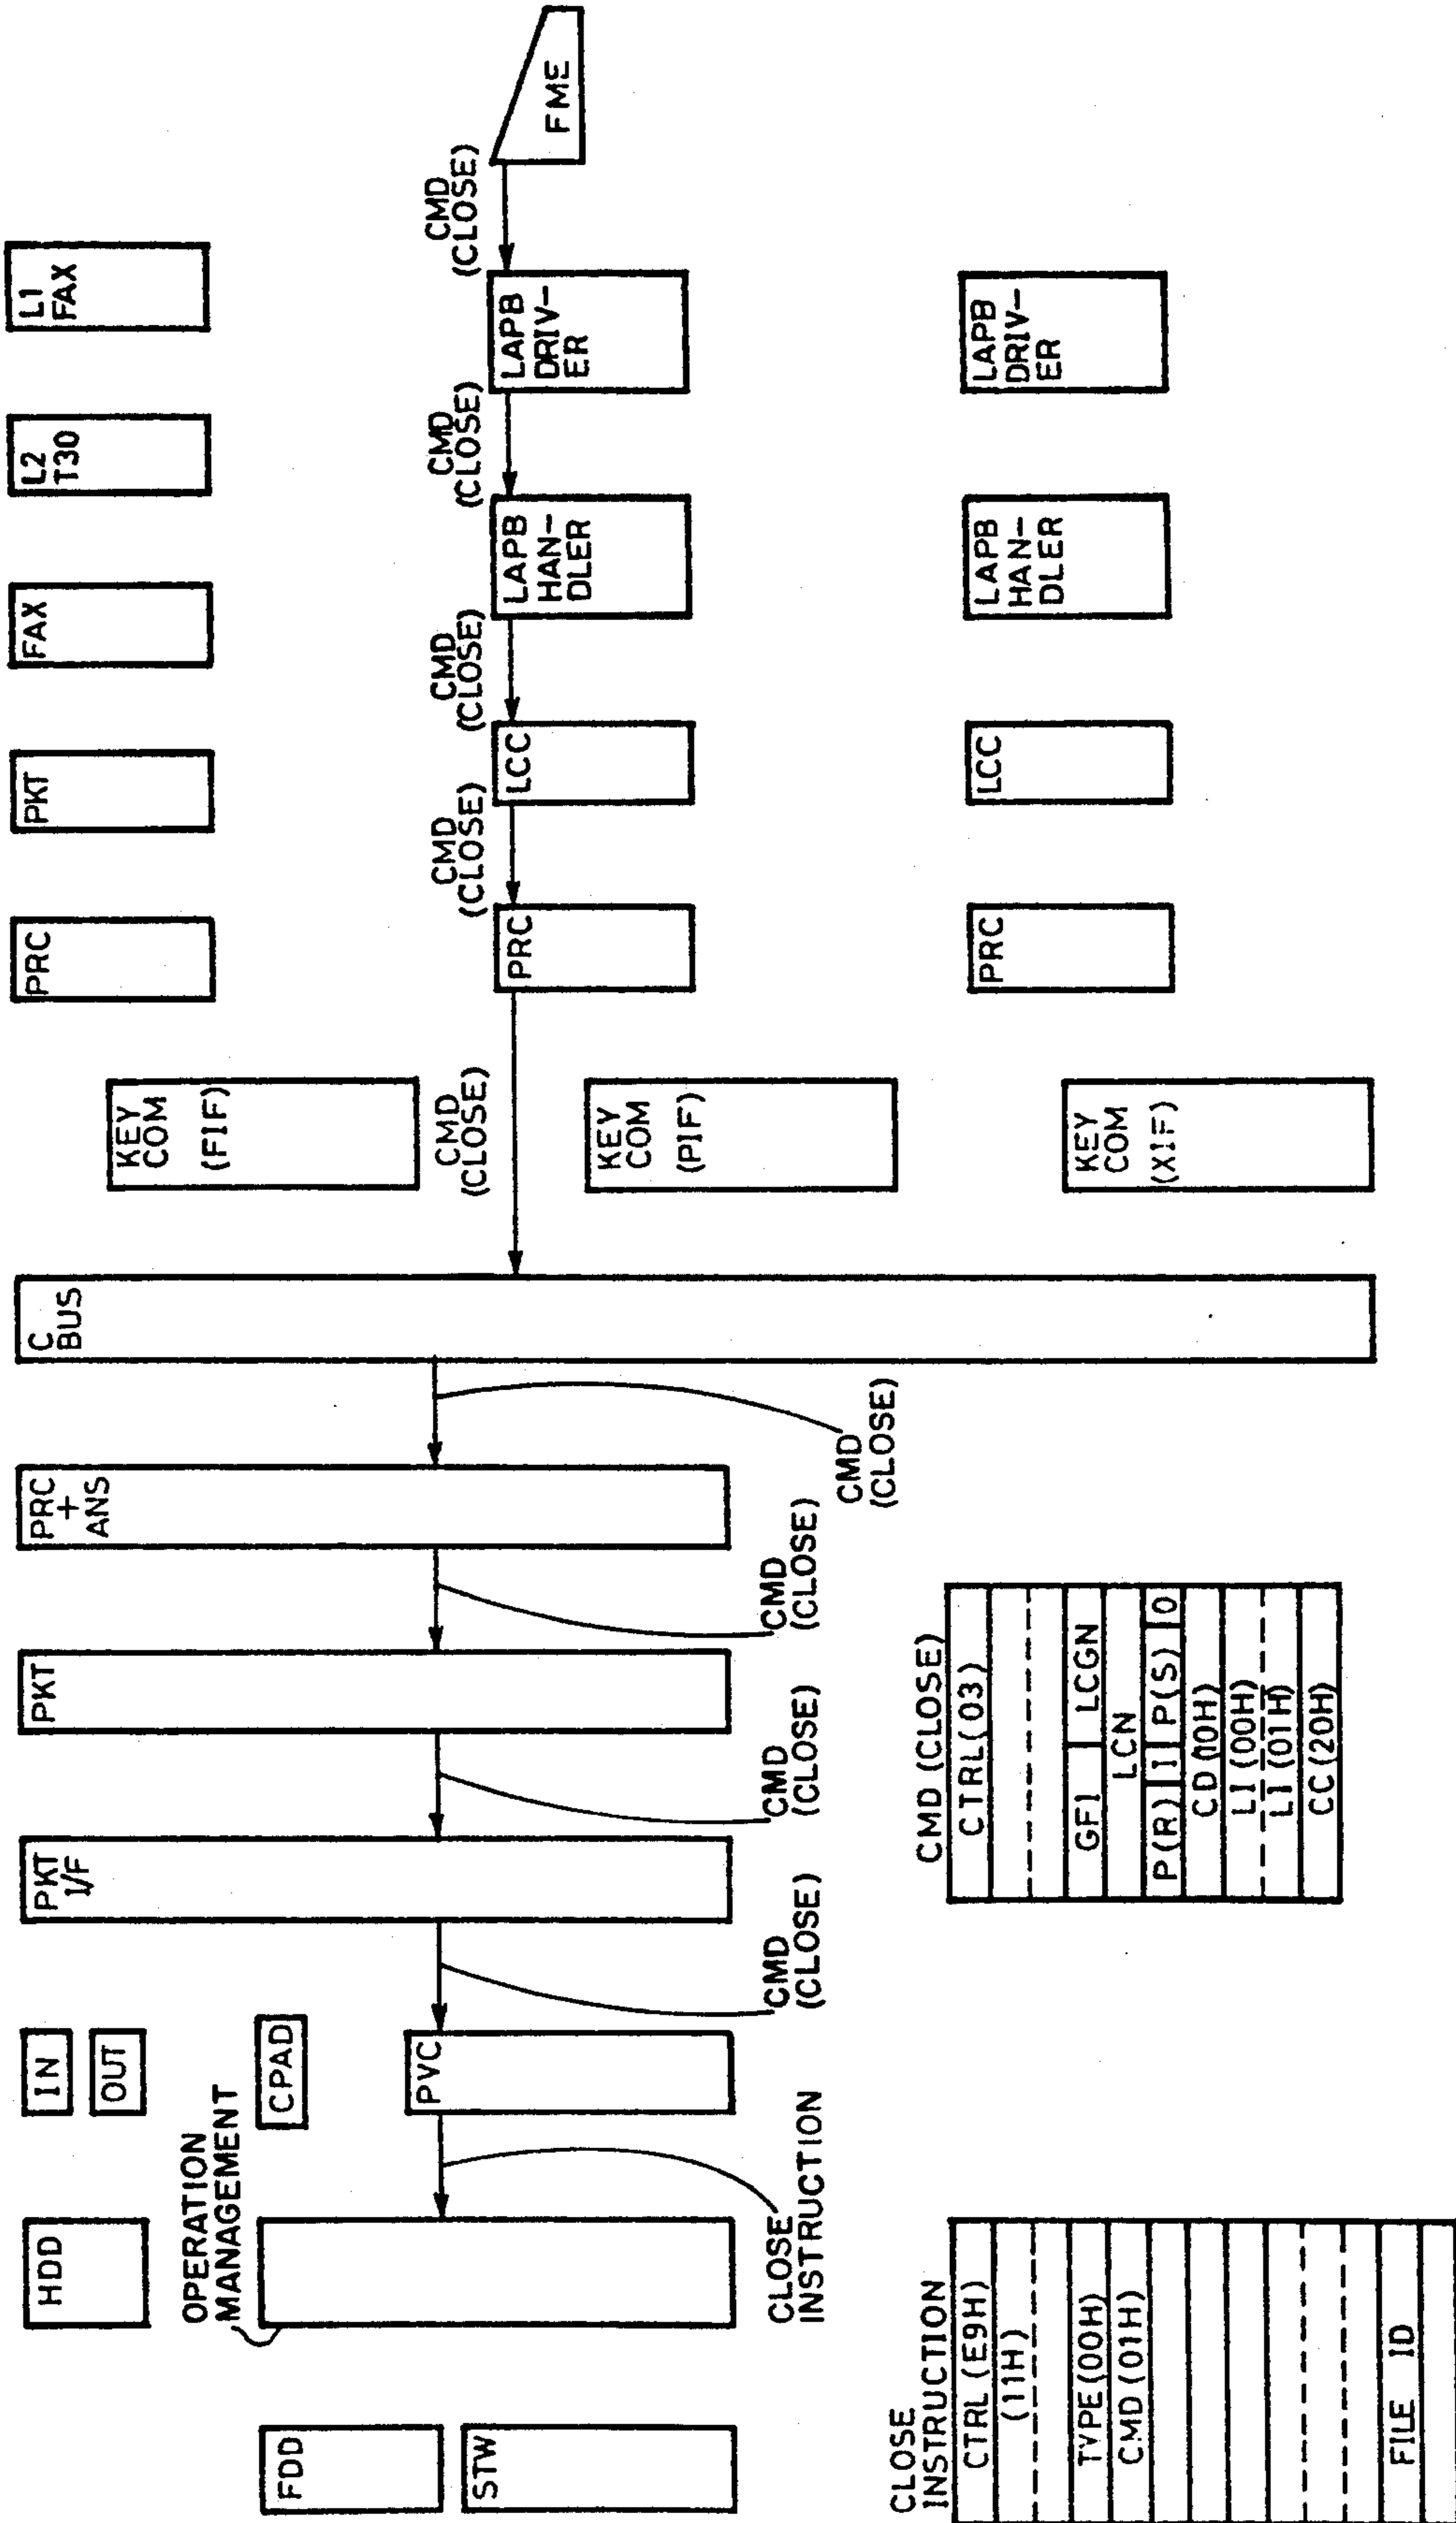 HDD
IN
OUT
OPERATION
MANAGEMENT
CPAD
FDD
STW
PVC
PKT
I/F
PKT
PRC
+
ANS
C
BUS
KEY
COM
(FIF)
KEY
COM
(PIF)
KEY
COM
(XIF)
PRC
PKT
FAX
L2
T30
L1
FAX
CMD
(CLOSE)
PRC
CMD
(CLOSE)
LCC
CMD
(CLOSE)
LAPB
HAN-
DLER
CMD
(CLOSE)
LAPB
DRIV-
ER
CMD
(CLOSE)
FME
PRC
LCC
LAPB
HAN-
DLER
LAPB
DRIV-
ER
CLOSE
INSTRUCTION
CMD
(CLOSE)
CMD
(CLOSE)
CMD
(CLOSE)
CMD
(CLOSE)
CLOSE
INSTRUCTION
CTRL (E9H)
(11H)
TYPE (00H)
CMD (01H)
FILE ID
CMD (CLOSE)
CTRL(03)
GFI LCGN
LCN
P(R) 1 P(S) 0
CD (10H)
LI (00H)
LI (01H)
CC (20H)